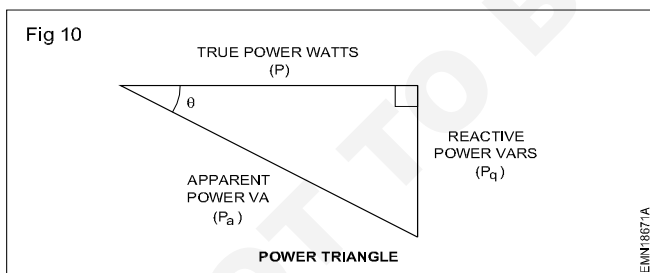 Fig 10
TRUE POWER WATTS
(P)
θ
REACTIVE
POWER VARS
(Pq)
APPARENT
POWER VA
(Pa)
POWER TRIANGLE
EMN18671A